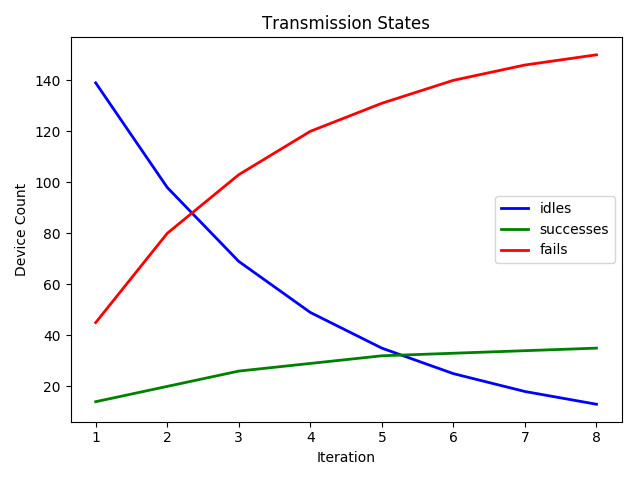 Transmission States
Device Count
140
120
100
80
60
40
20
idles
successes
fails
1 2 3 4 5 6 7 8
Iteration